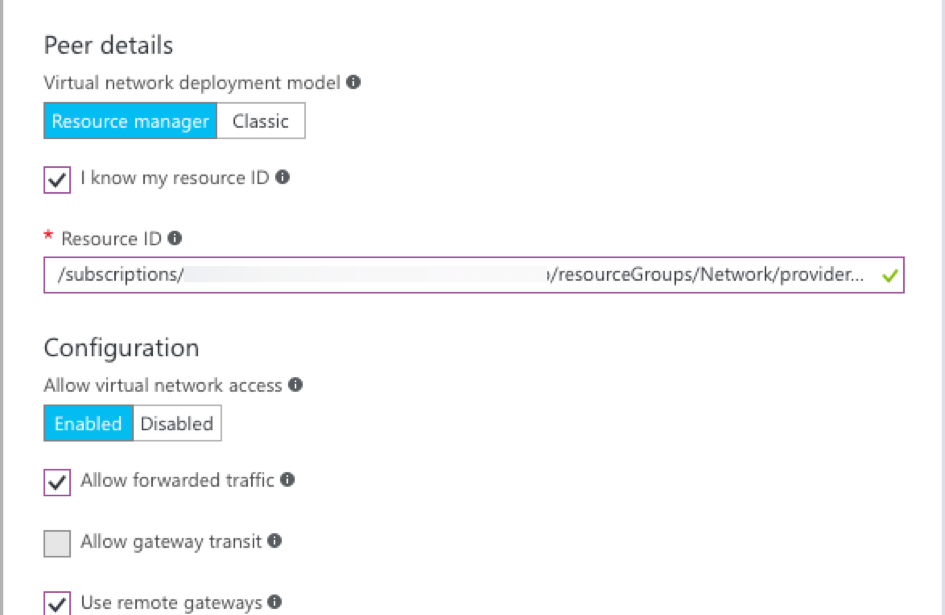 Peer details
Virtual network deployment model
Resource manager Classic
I know my resource ID
* Resource ID
/subscriptions/ /resourceGroups/Network/provider...
Configuration
Allow virtual network access
Enabled Disabled
Allow forwarded traffic
Allow gateway transit
Use remote gateways